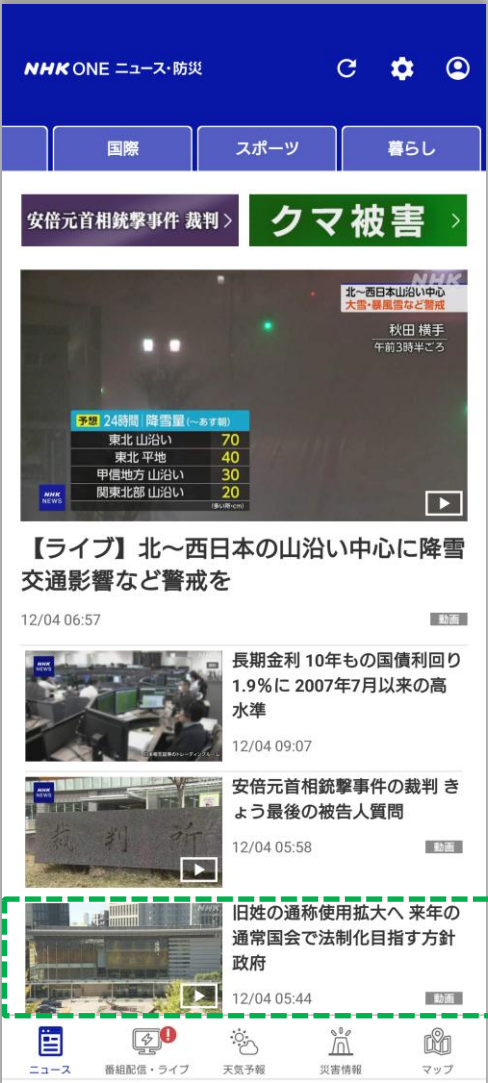 NHK ONE ニュース・防災
国際
スポーツ
暮らし
安倍元首相銃撃事件 裁判
クマ被害
NHK
北〜西日本山沿い中心
大雪・暴風雪など警戒
秋田 横手
午前3時半ごろ
予想 24時間 降雪量(〜あす朝)
東北 山沿い 70
東北 平地 40
甲信地方 山沿い 30
関東北部 山沿い 20
(多い所・cm)
NHK
NEWS
【ライブ】北〜西日本の山沿い中心に降雪
交通影響など警戒を
12/04 06:57
動画
NHK
NEWS
長期金利 10年もの国債利回り
1.9%に 2007年7月以来の高
水準
12/04 09:07
NHK
NEWS
裁判所
安倍元首相銃撃事件の裁判 き
ょう最後の被告人質問
12/04 05:58
動画
NHK
旧姓の通称使用拡大へ 来年の
通常国会で法制化目指す方針
政府
12/04 05:44
動画
ニュース
番組配信・ライブ
天気予報
災害情報
マップ